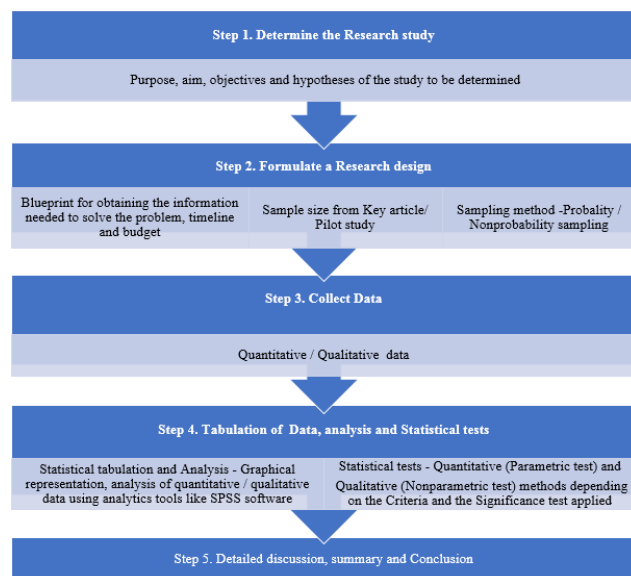 Step 1. Determine the Research study
Purpose, aim, objectives and hypotheses of the study to be determined
Step 2. Formulate a Research design
Blueprint for obtaining the information
needed to solve the problem, timeline
and budget
Sample size from Key article/
Pilot study
Sampling method -Probality /
Nonprobability sampling
Step 3. Collect Data
Quantitative / Qualitative data
Step 4. Tabulation of Data, analysis and Statistical tests
Statistical tabulation and Analysis - Graphical
representation, analysis of quantitative / qualitative
data using analytics tools like SPSS software
Statistical tests - Quantitative (Parametric test) and
Qualitative (Nonparametric test) methods depending
on the Criteria and the Significance test applied
Step 5. Detailed discussion, summary and Conclusion